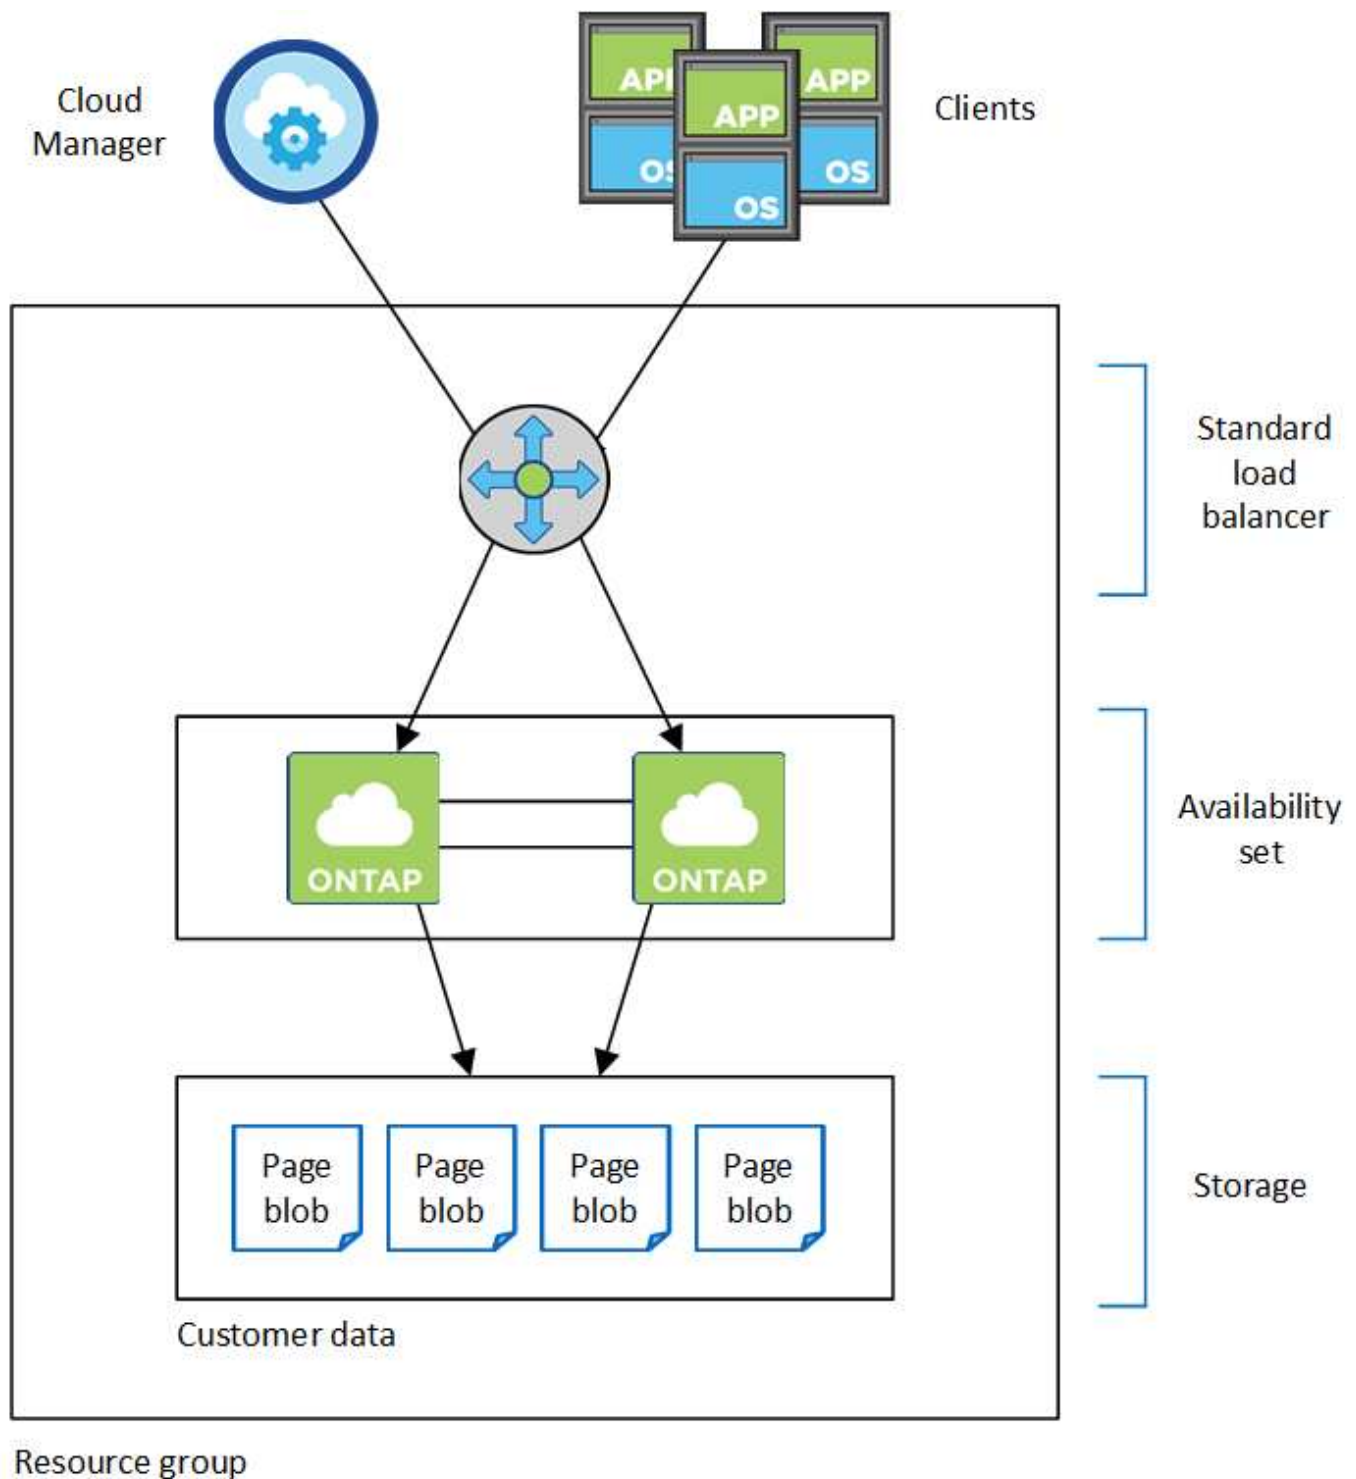 Cloud
Manager
APP
APP
APP
OS
OS
OS
Clients
Standard
load
balancer
ONTAP
ONTAP
Availability
set
Page
blob
Page
blob
Page
blob
Page
blob
Storage
Customer data
Resource group